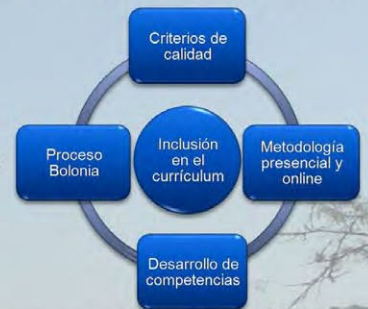 Criterios de
calidad
Proceso
Bolonia
Inclusión
en el
currículum
Metodología
presencial y
online
Desarrollo de
competencias